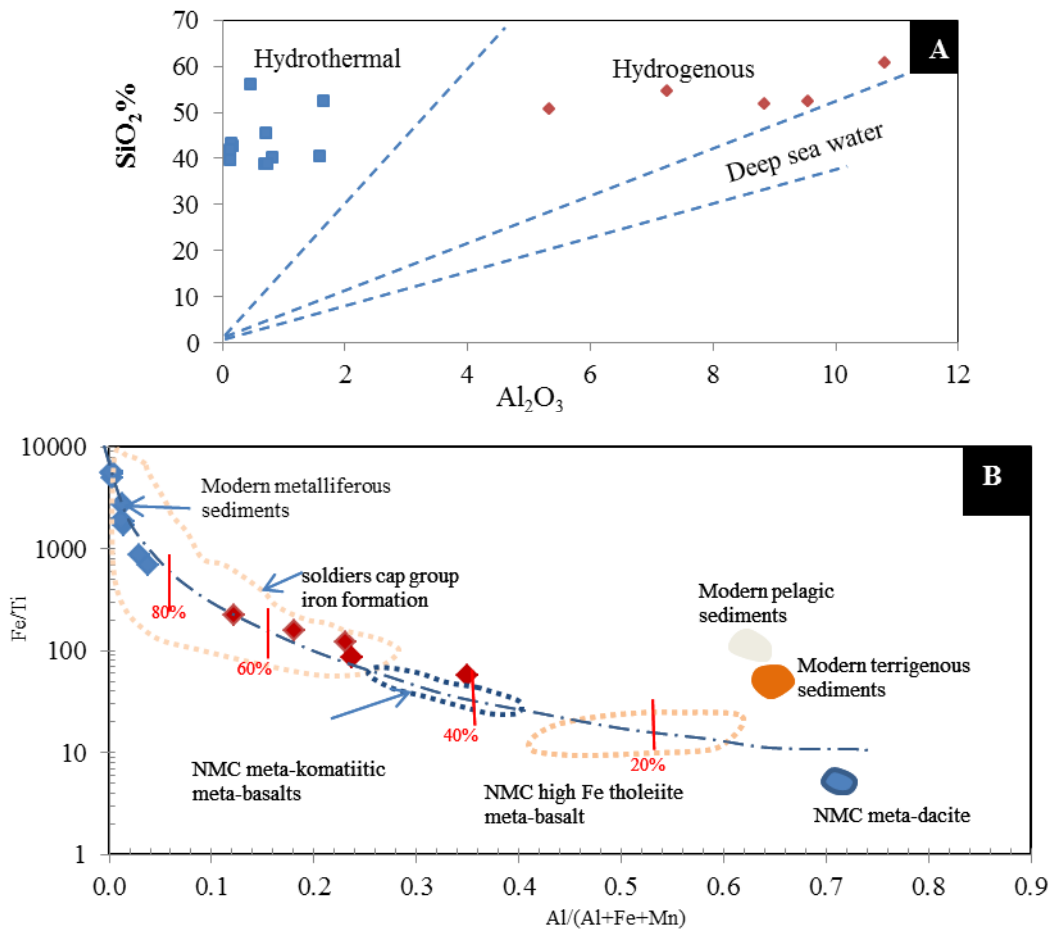 A
70
60
50
40
30
20
10
0
SiO₂%
Hydrothermal
Hydrogenous
Deep sea water
0 2 4 6 8 10 12
Al₂O₃
B
10000
1000
100
10
1
Fe/Ti
Modern metalliferous
sediments
soldiers cap group
iron formation
80%
60%
40%
20%
Modern pelagic
sediments
Modern terrigenous
sediments
NMC meta-komatiitic
meta-basalts
NMC high Fe tholeiite
meta-basalt
NMC meta-dacite
0.0 0.1 0.2 0.3 0.4 0.5 0.6 0.7 0.8 0.9
Al/(Al+Fe+Mn)